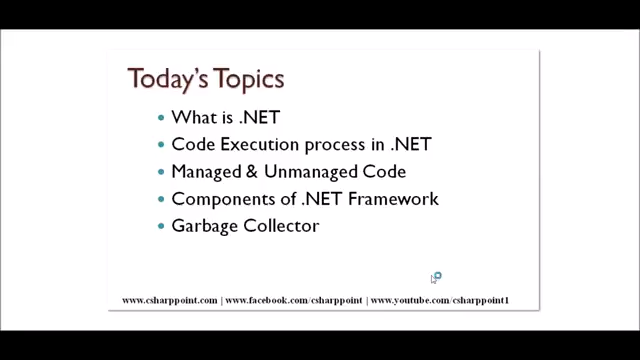 Today's Topics
What is .NET
Code Execution process in .NET
Managed & Unmanaged Code
Components of .NET Framework
Garbage Collector
www.csharppoint.com | www.facebook.com/csharppoint | www.youtube.com/csharppoint1